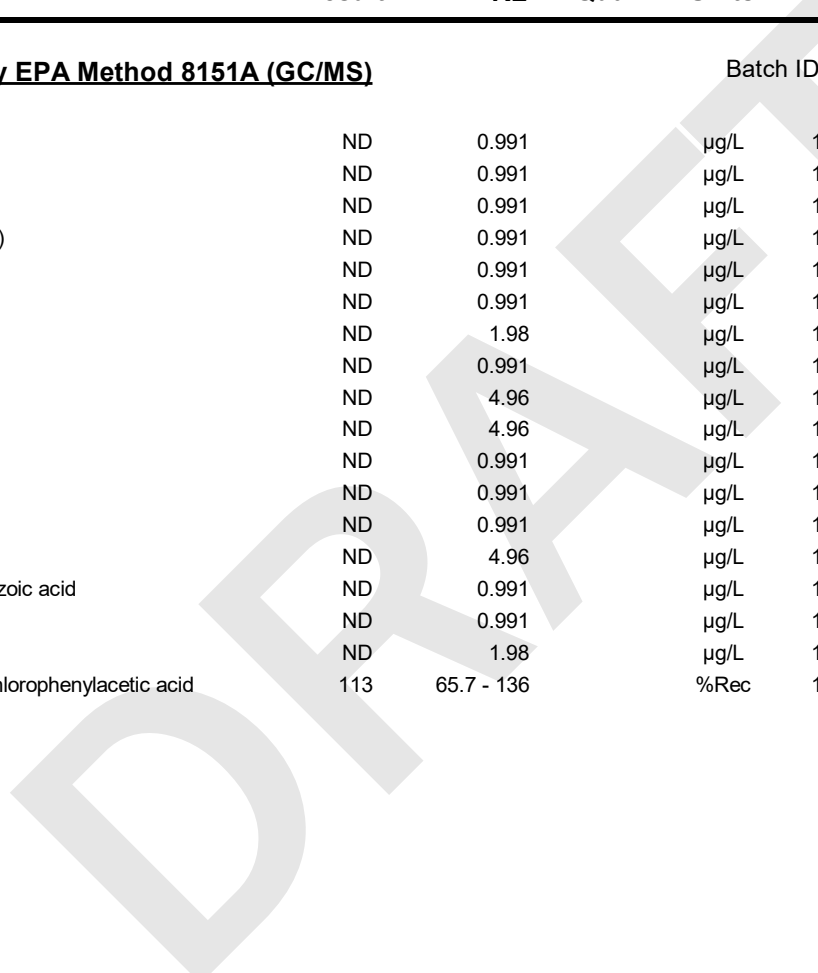 y EPA Method 8151A (GC/MS) Batch ID
ND 0.991 µg/L 1
ND 0.991 µg/L 1
ND 0.991 µg/L 1
) ND 0.991 µg/L 1
ND 0.991 µg/L 1
ND 0.991 µg/L 1
ND 1.98 µg/L 1
ND 0.991 µg/L 1
ND 4.96 µg/L 1
ND 4.96 µg/L 1
ND 0.991 µg/L 1
ND 0.991 µg/L 1
ND 0.991 µg/L 1
ND 4.96 µg/L 1
zoic acid ND 0.991 µg/L 1
ND 0.991 µg/L 1
ND 1.98 µg/L 1
hlorophenylacetic acid 113 65.7 - 136 %Rec 1
DRAFT